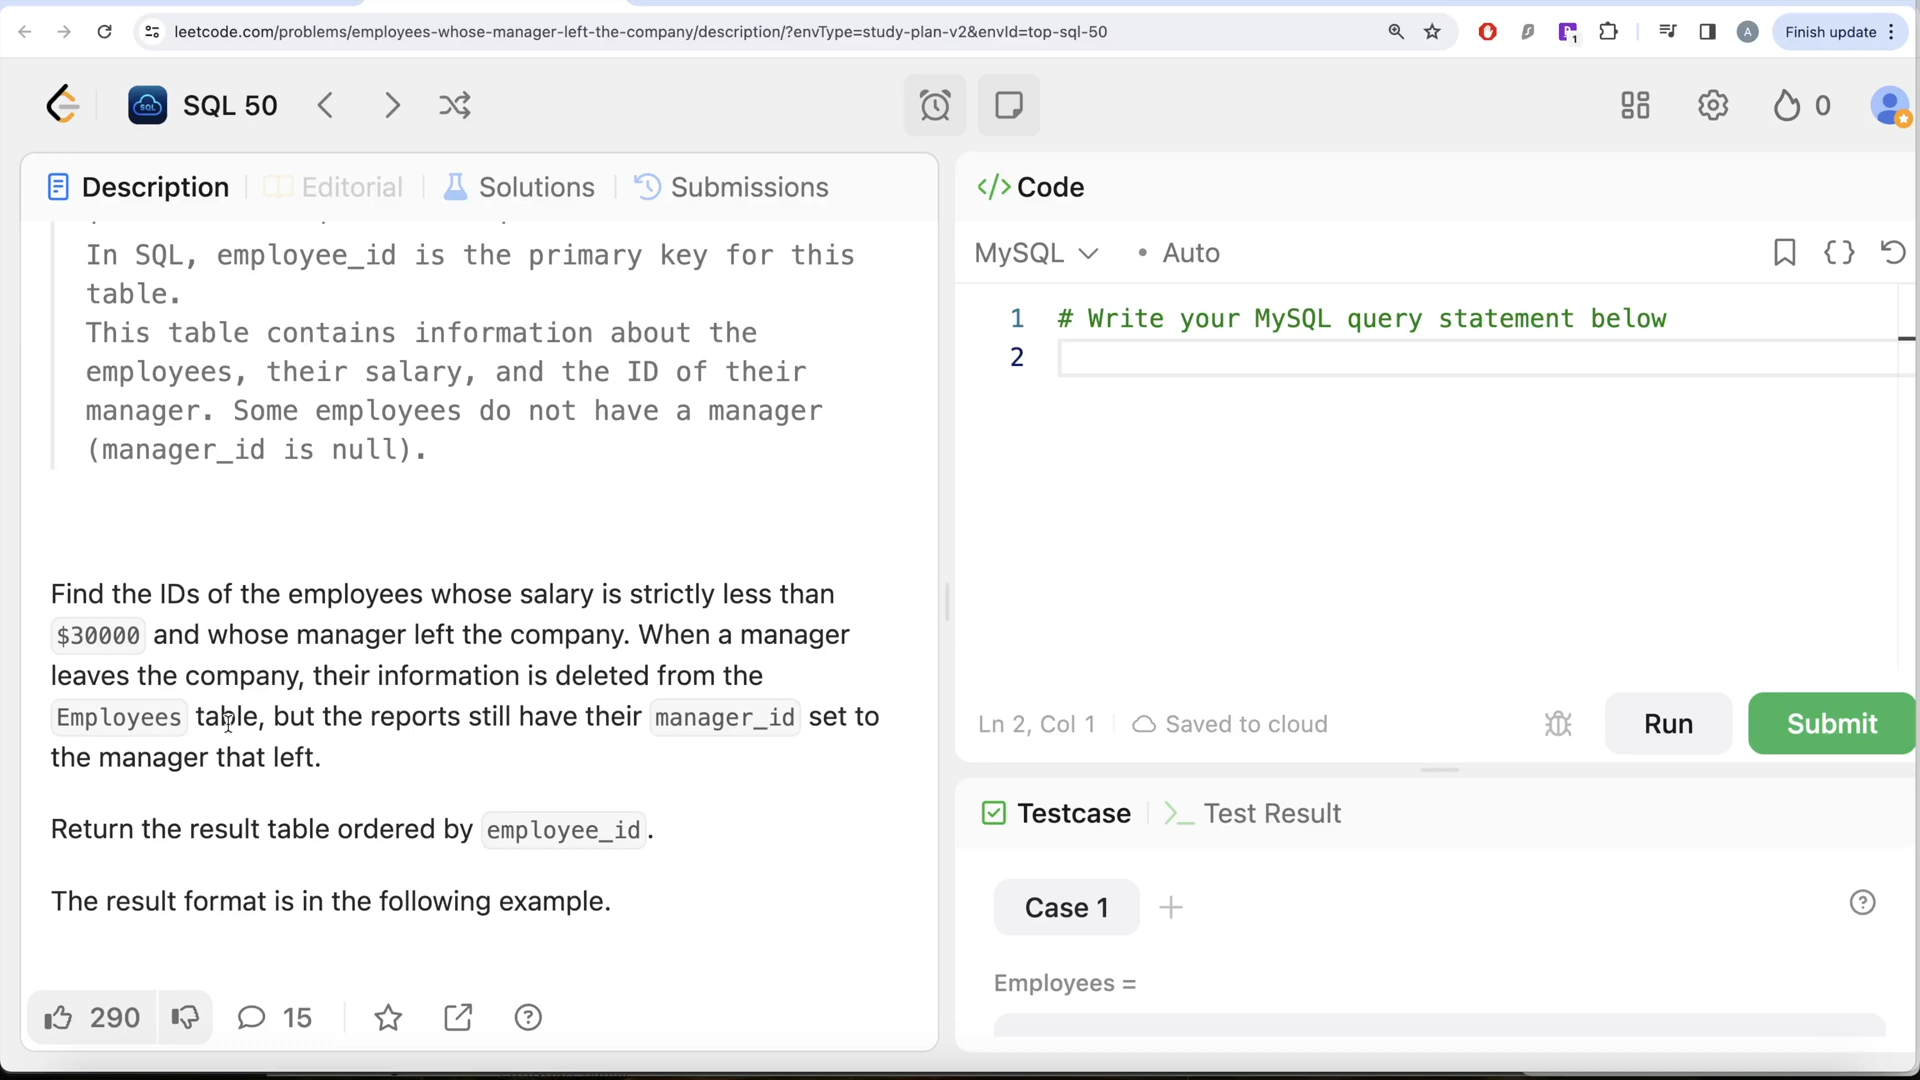 leetcode.com/problems/employees-whose-manager-left-the-company/description/?envType=study-plan-v2&envId=top-sql-50
1
A
Finish update
SQL
SQL 50
0
Description
Editorial
Solutions
Submissions
In SQL, employee_id is the primary key for this
table.
This table contains information about the
employees, their salary, and the ID of their
manager. Some employees do not have a manager
(manager_id is null).
Find the IDs of the employees whose salary is strictly less than
$30000 and whose manager left the company. When a manager
leaves the company, their information is deleted from the
Employees table, but the reports still have their manager_id set to
the manager that left.
Return the result table ordered by employee_id.
The result format is in the following example.
290
15
</> Code
MySQL
• Auto
1 # Write your MySQL query statement below
2
Ln 2, Col 1
Saved to cloud
Run
Submit
Testcase
Test Result
Case 1
Employees =